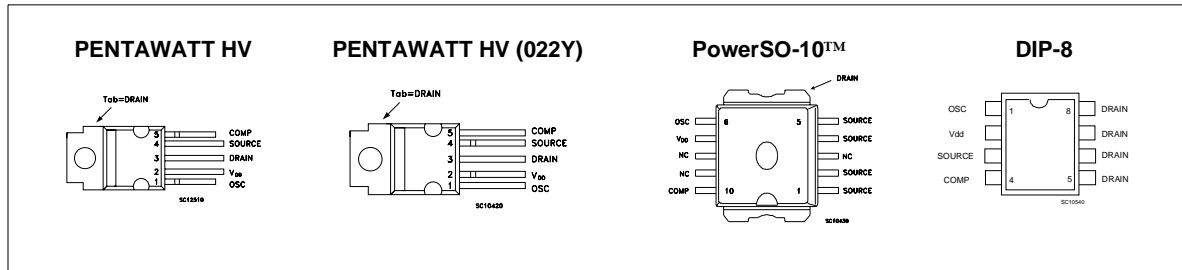 PENTAWATT HV
Tab=DRAIN
5 COMP
4 SOURCE
3 DRAIN
2 VDD
1 OSC
SC12510
PENTAWATT HV (022Y)
Tab=DRAIN
5 COMP
4 SOURCE
3 DRAIN
2 VDD
1 OSC
SC10420
PowerSO-10™
DRAIN
OSC 6 5 SOURCE
VDD SOURCE
NC NC
NC SOURCE
COMP 10 1 SOURCE
SC10430
DIP-8
OSC 1 8 DRAIN
Vdd DRAIN
SOURCE DRAIN
COMP 4 5 DRAIN
SC10540